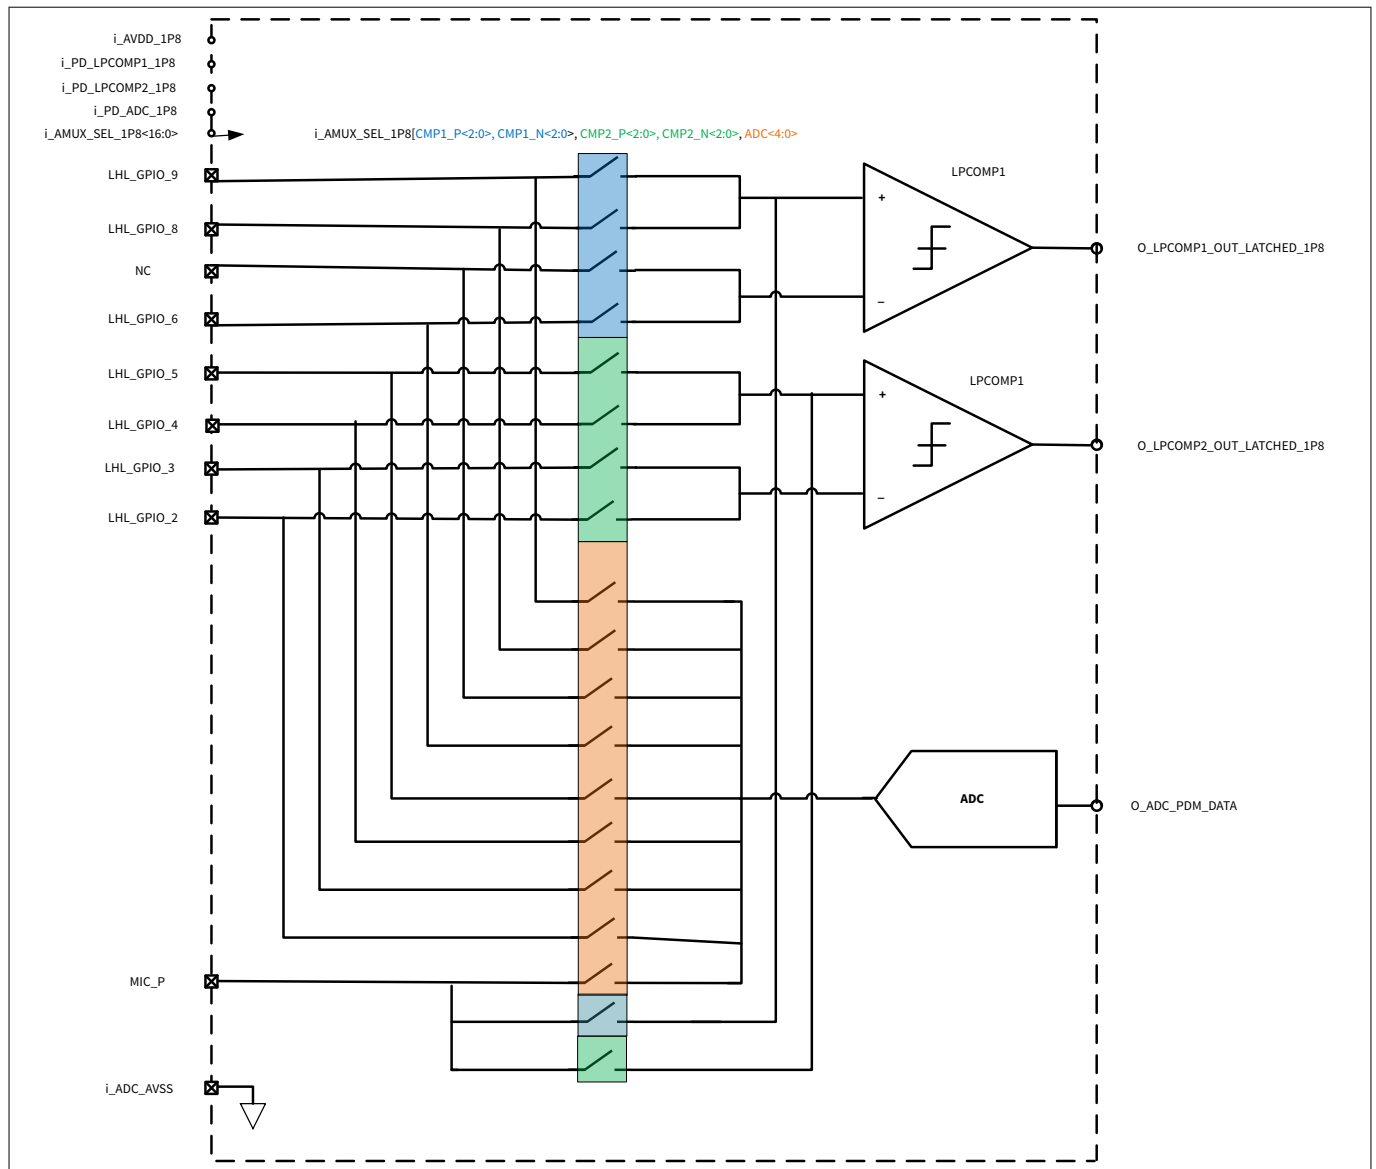 i_AVDD_1P8
i_PD_LPCOMP1_1P8
i_PD_LPCOMP2_1P8
i_PD_ADC_1P8
i_AMUX_SEL_1P8<16:0>
i_AMUX_SEL_1P8[CMP1_P<2:0>, CMP1_N<2:0>, CMP2_P<2:0>, CMP2_N<2:0>, ADC<4:0>
LHL_GPIO_9
LPCOMP1
+
LHL_GPIO_8
O_LPCOMP1_OUT_LATCHED_1P8
NC
−
LHL_GPIO_6
LHL_GPIO_5
LPCOMP1
+
LHL_GPIO_4
O_LPCOMP2_OUT_LATCHED_1P8
LHL_GPIO_3
−
LHL_GPIO_2
ADC
O_ADC_PDM_DATA
MIC_P
i_ADC_AVSS